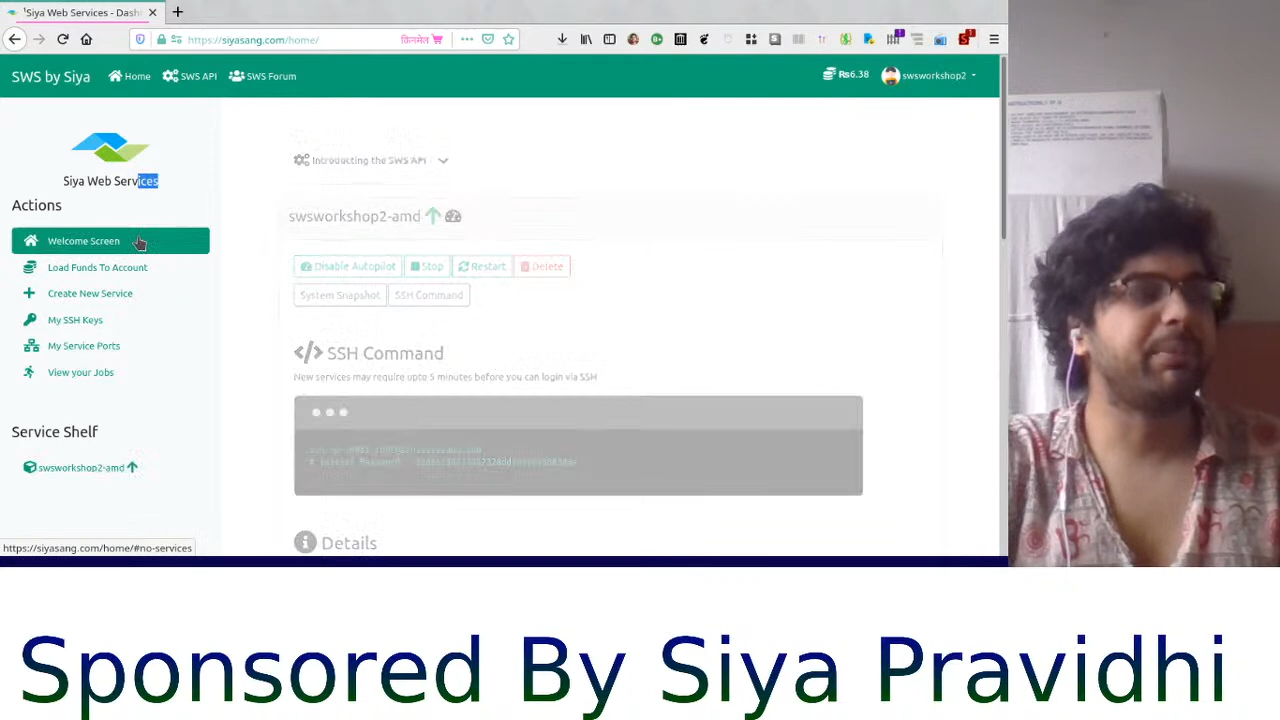 ¹Siya Web Services - Dash
https://siyasang.com/home/
किनमेल
SWS by Siya Home SWS API SWS Forum ₨6.38 swsworkshop2
Siya Web Services
Actions
Welcome Screen
Load Funds To Account
Create New Service
My SSH Keys
My Service Ports
View your Jobs
Service Shelf
swsworkshop2-amd
https://siyasang.com/home/#no-services
Introducing the SWS API
swsworkshop2-amd
Disable Autopilot Stop Restart Delete
System Snapshot SSH Command
</> SSH Command
New services may require upto 5 minutes before you can login via SSH
Details
Sponsored By Siya Pravidhi